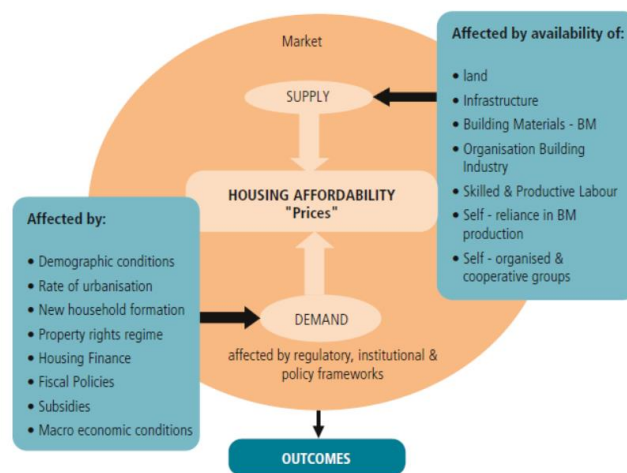 Market
SUPPLY
HOUSING AFFORDABILITY
"Prices"
DEMAND
affected by regulatory, institutional &
policy frameworks
OUTCOMES
Affected by availability of:
• land
• Infrastructure
• Building Materials - BM
• Organisation Building
Industry
• Skilled & Productive Labour
• Self - reliance in BM
production
• Self - organised &
cooperative groups
Affected by:
• Demographic conditions
• Rate of urbanisation
• New household formation
• Property rights regime
• Housing Finance
• Fiscal Policies
• Subsidies
• Macro economic conditions